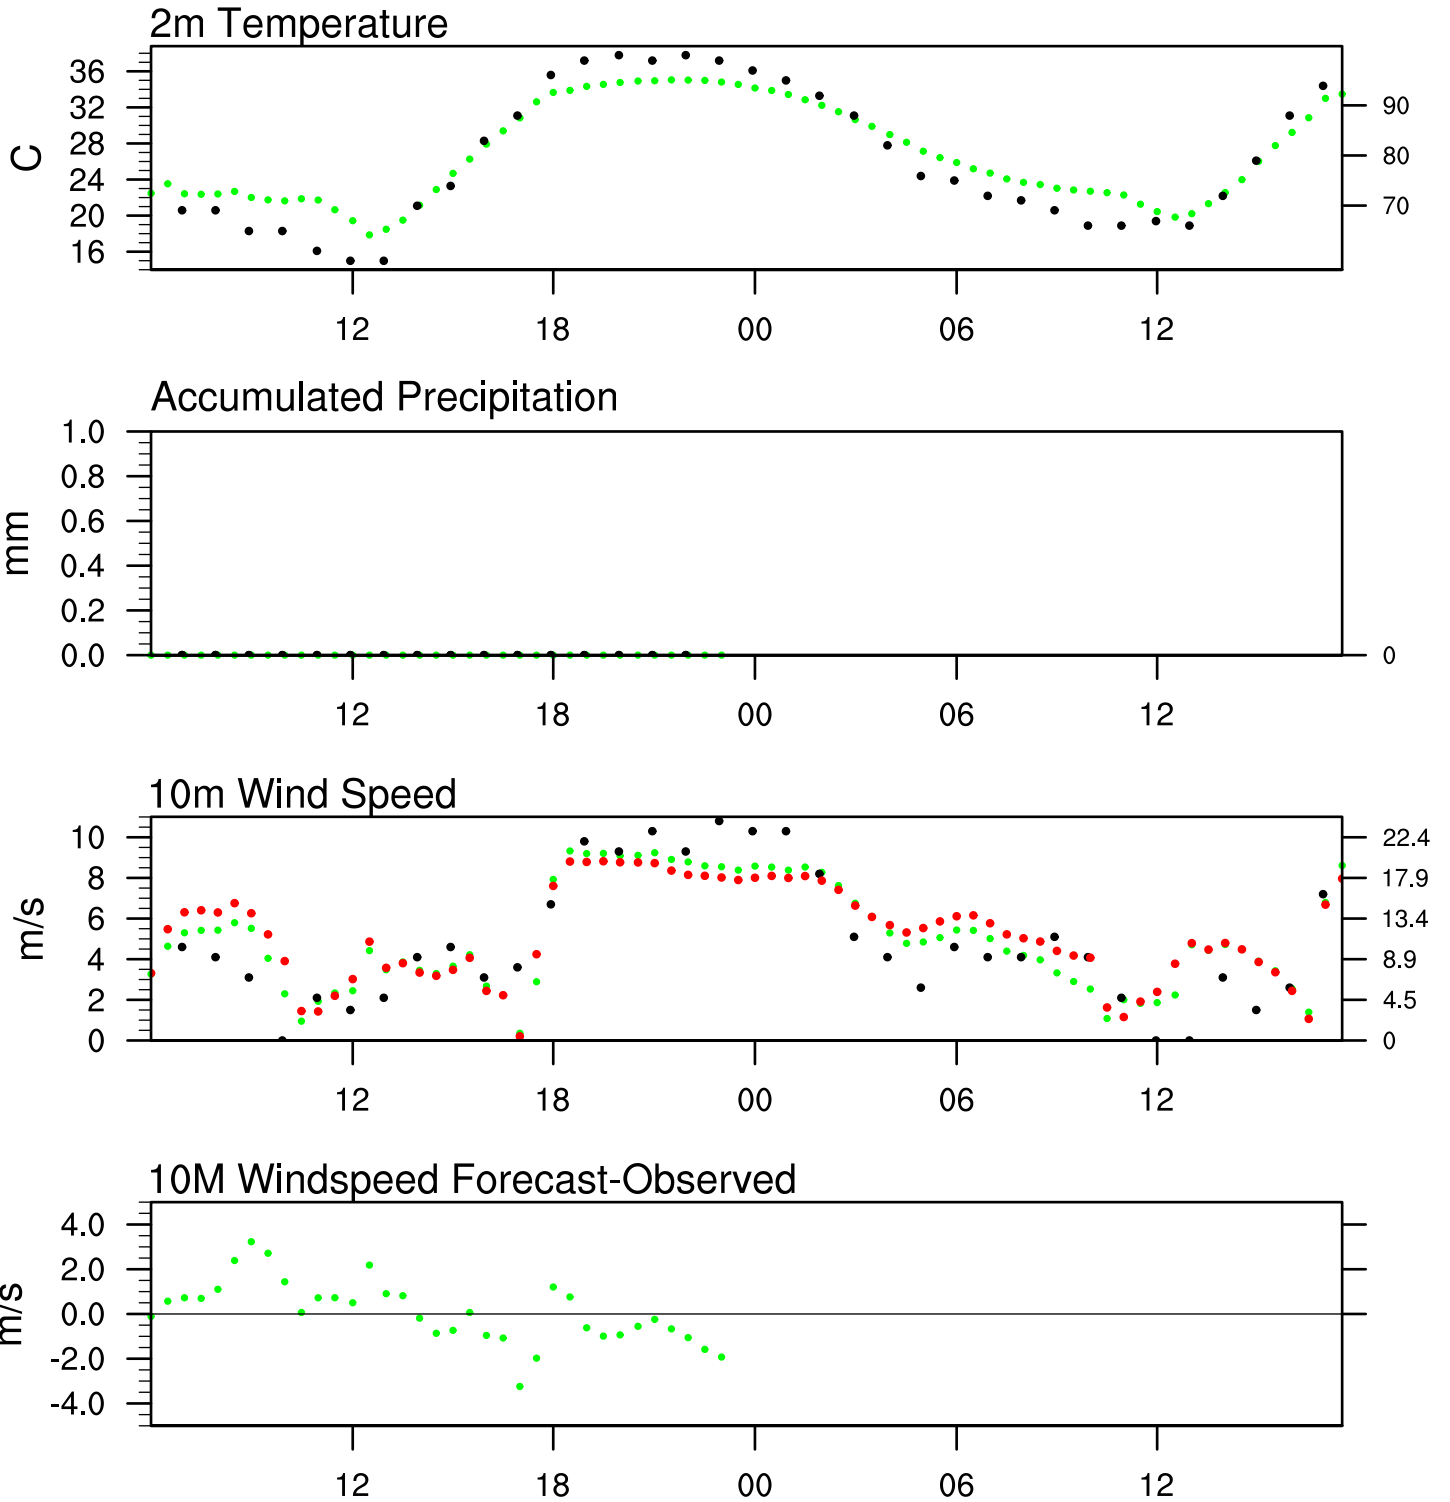 2m Temperature
36
32
28
24
20
16
C
90
80
70
12 18 00 06 12
Accumulated Precipitation
1.0
0.8
0.6
0.4
0.2
0.0
mm
0
12 18 00 06 12
10m Wind Speed
10
8
6
4
2
0
m/s
22.4
17.9
13.4
8.9
4.5
0
12 18 00 06 12
10M Windspeed Forecast-Observed
4.0
2.0
0.0
-2.0
-4.0
m/s
12 18 00 06 12